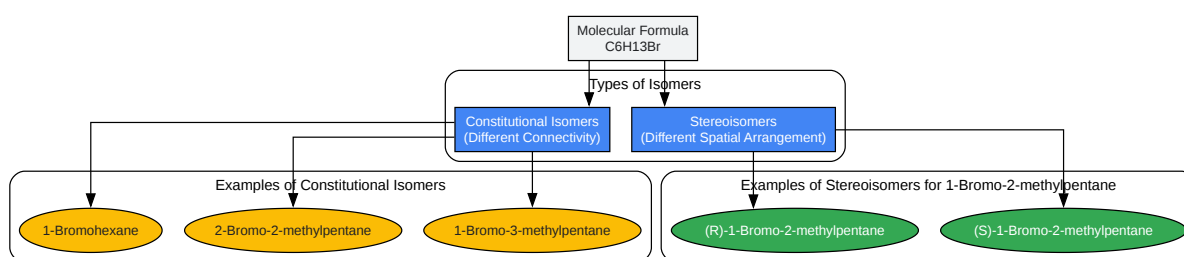 Molecular Formula
C6H13Br
Types of Isomers
Constitutional Isomers
(Different Connectivity)
Stereoisomers
(Different Spatial Arrangement)
Examples of Constitutional Isomers
Examples of Stereoisomers for 1-Bromo-2-methylpentane
1-Bromohexane
2-Bromo-2-methylpentane
1-Bromo-3-methylpentane
(R)-1-Bromo-2-methylpentane
(S)-1-Bromo-2-methylpentane